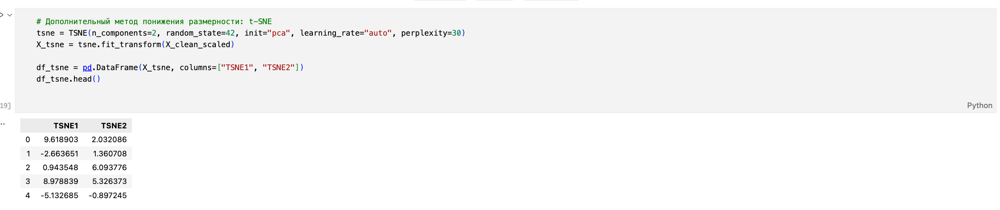 # Дополнительный метод понижения размерности: t-SNE
tsne = TSNE(n_components=2, random_state=42, init="pca", learning_rate="auto", perplexity=30)
X_tsne = tsne.fit_transform(X_clean_scaled)
df_tsne = pd.DataFrame(X_tsne, columns=["TSNE1", "TSNE2"])
df_tsne.head()
19]
Python
TSNE1 TSNE2
0 9.618903 2.032086
1 -2.663651 1.360708
2 0.943548 6.093776
3 8.978839 5.326373
4 -5.132685 -0.897245